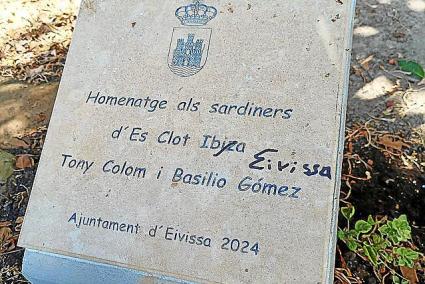 Homenatge als sardiners
d´Es Clot Ibiza Eivissa
Tony Colom i Basilio Gómez
Ajuntament d´Eivissa 2024